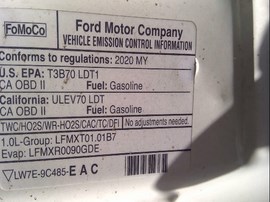 FoMoCo
Ford Motor Company
VEHICLE EMISSION CONTROL INFORMATION
Conforms to regulations: 2020 MY
U.S. EPA: T3B70 LDT1
CA OBD II Fuel: Gasoline
California: ULEV70 LDT
CA OBD II Fuel: Gasoline
TWC/HO2S/WR-HO2S/CAC/TC/DFI No adjustments needed.
1.0L-Group: LFMXT01.01B7
Evap: LFMXR0090GDE
LW7E-9C485-EAC